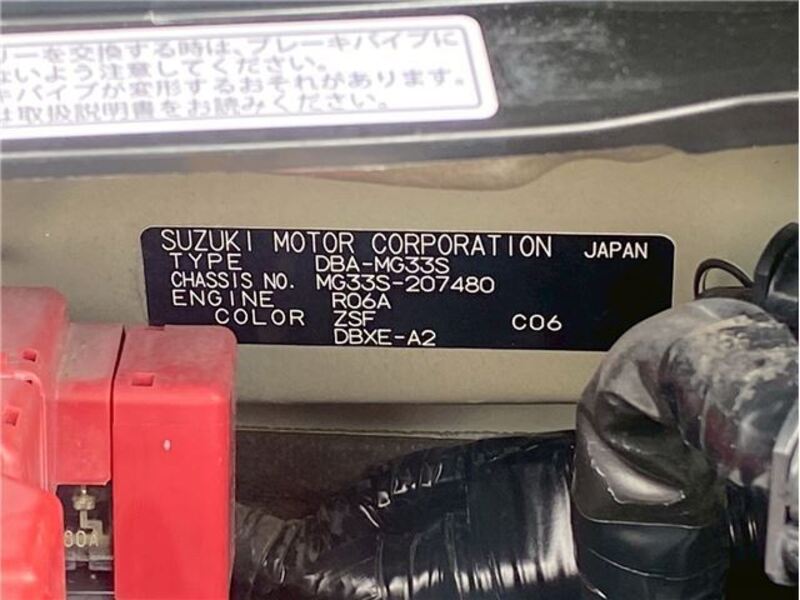 リーを交換する時は、ブレーキパイプに
ないよう注意してください。
キパイプが変形するおそれがあります。
は取扱説明書をお読みください。
SUZUKI MOTOR CORPORATION JAPAN
TYPE DBA-MG33S
CHASSIS NO. MG33S-207480
ENGINE R06A
COLOR ZSF C06
DBXE-A2
60A